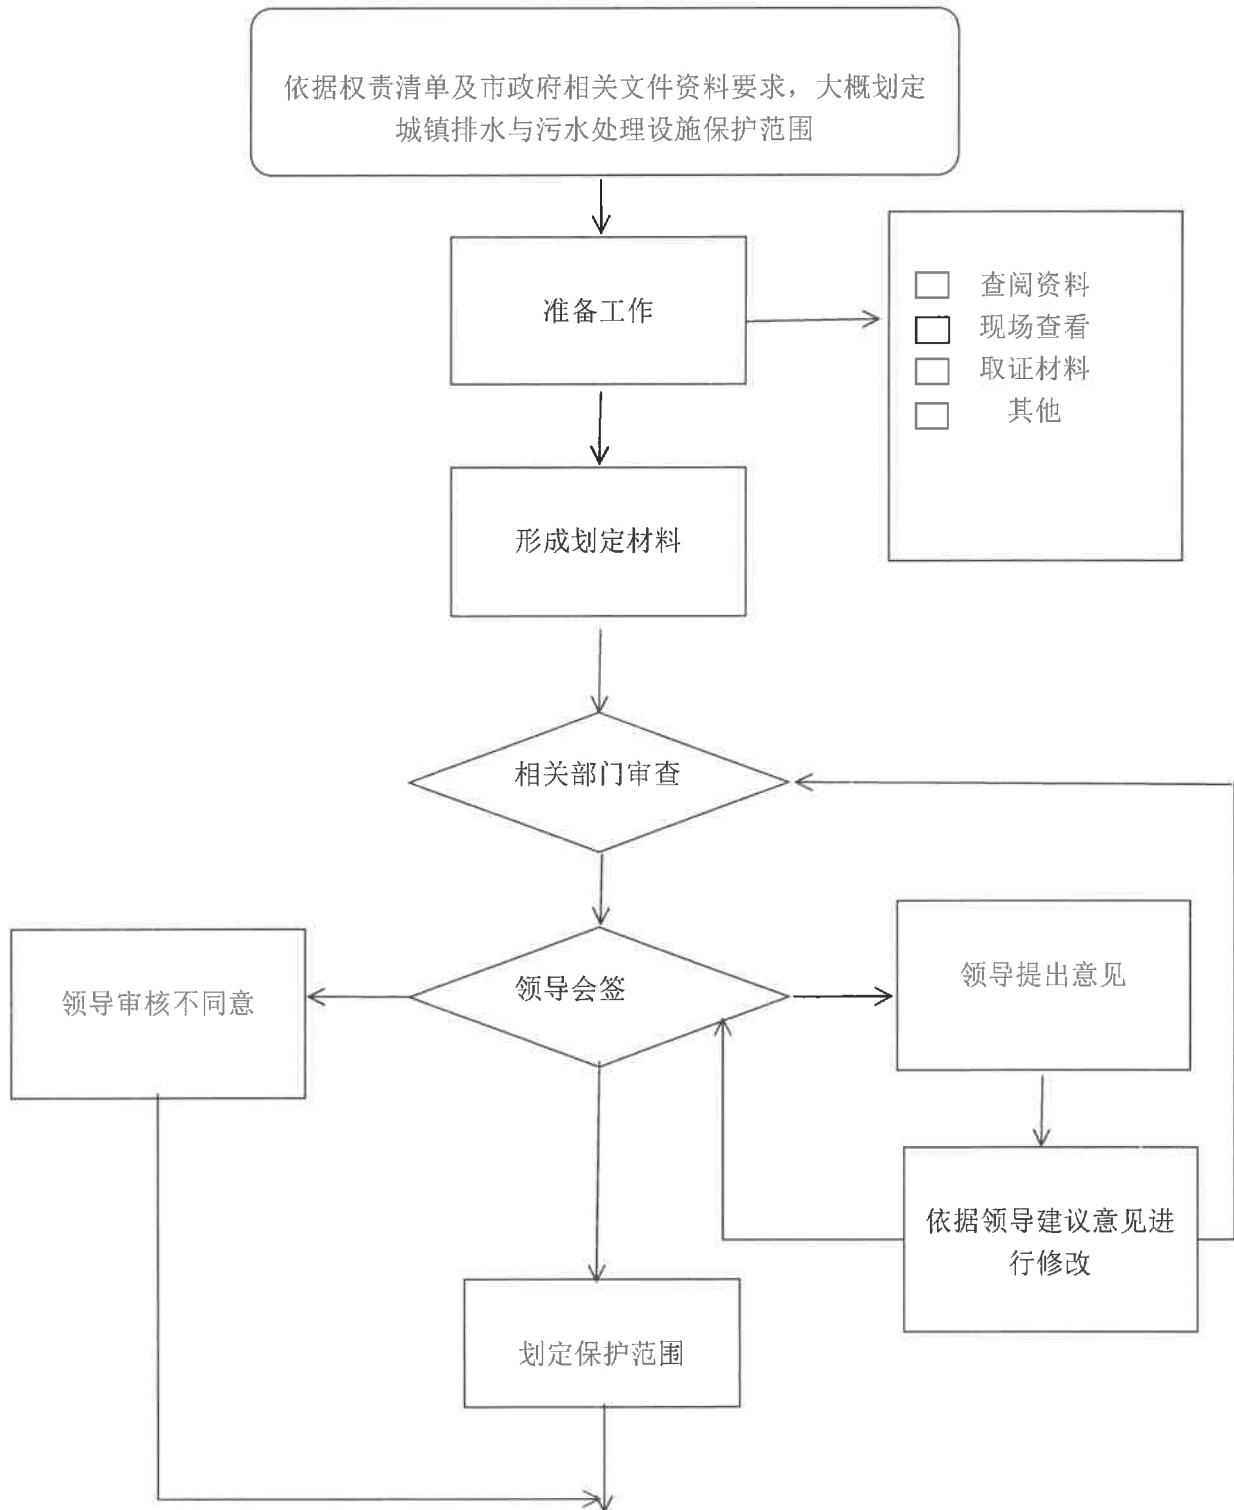 依据权责清单及市政府相关文件资料要求，大概划定
城镇排水与污水处理设施保护范围
准备工作
查阅资料
现场查看
取证材料
其他
形成划定材料
相关部门审查
领导会签
领导审核不同意
领导提出意见
依据领导建议意见进
行修改
划定保护范围